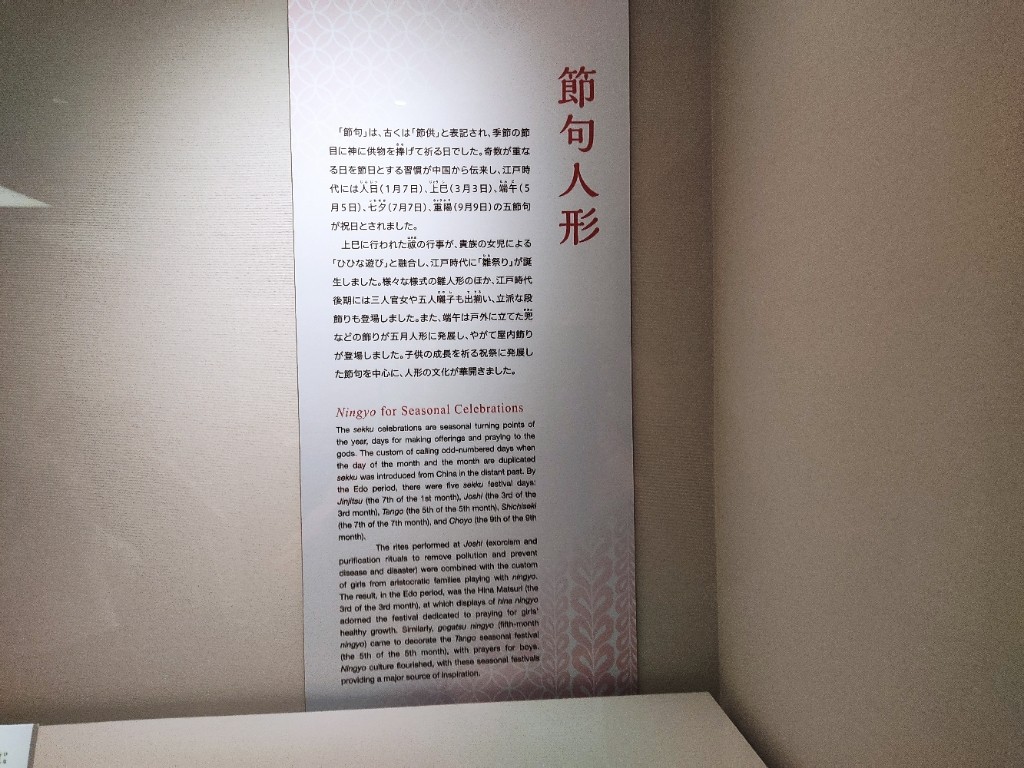 節句人形
「節句」は、古くは「節供」と表記され、季節の節
目に神に供物を捧げて祈る日でした。奇数が重な
る日を節日とする習慣が中国から伝来し、江戸時
代には人日(1月7日)、上巳(3月3日)、端午(5
月5日)、七夕(7月7日)、重陽(9月9日)の五節句
が祝日とされました。
上巳に行われた祓の行事が、貴族の女児による
「ひひな遊び」と融合し、江戸時代に「雛祭り」が誕
生しました。様々な様式の雛人形のほか、江戸時代
後期には三人官女や五人囃子も出揃い、立派な段
飾りも登場しました。また、端午は戸外に立てた兜
などの飾りが五月人形に発展し、やがて屋内飾り
が登場しました。子供の成長を祈る祝祭に発展し
た節句を中心に、人形の文化が華開きました。
Ningyo for Seasonal Celebrations
The sekku celebrations are seasonal turning points of
the year, days for making offerings and praying to the
gods. The custom of calling odd-numbered days when
the day of the month and the month are duplicated
sekku was introduced from China in the distant past. By
the Edo period, there were five sekku festival days:
Jinjitsu (the 7th of the 1st month), Joshi (the 3rd of the
3rd month), Tango (the 5th of the 5th month), Shichiseki
(the 7th of the 7th month), and Choyo (the 9th of the 9th
month).
The rites performed at Joshi (exorcism and
purification rituals to remove pollution and prevent
disease and disaster) were combined with the custom
of girls from aristocratic families playing with ningyo.
The result, in the Edo period, was the Hina Matsuri (the
3rd of the 3rd month), at which displays of hina ningyo
adorned the festival dedicated to praying for girls'
healthy growth. Similarly, gogatsu ningyo (fifth-month
ningyo) came to decorate the Tango seasonal festival
(the 5th of the 5th month), with prayers for boys.
Ningyo culture flourished, with these seasonal festivals
providing a major source of inspiration.